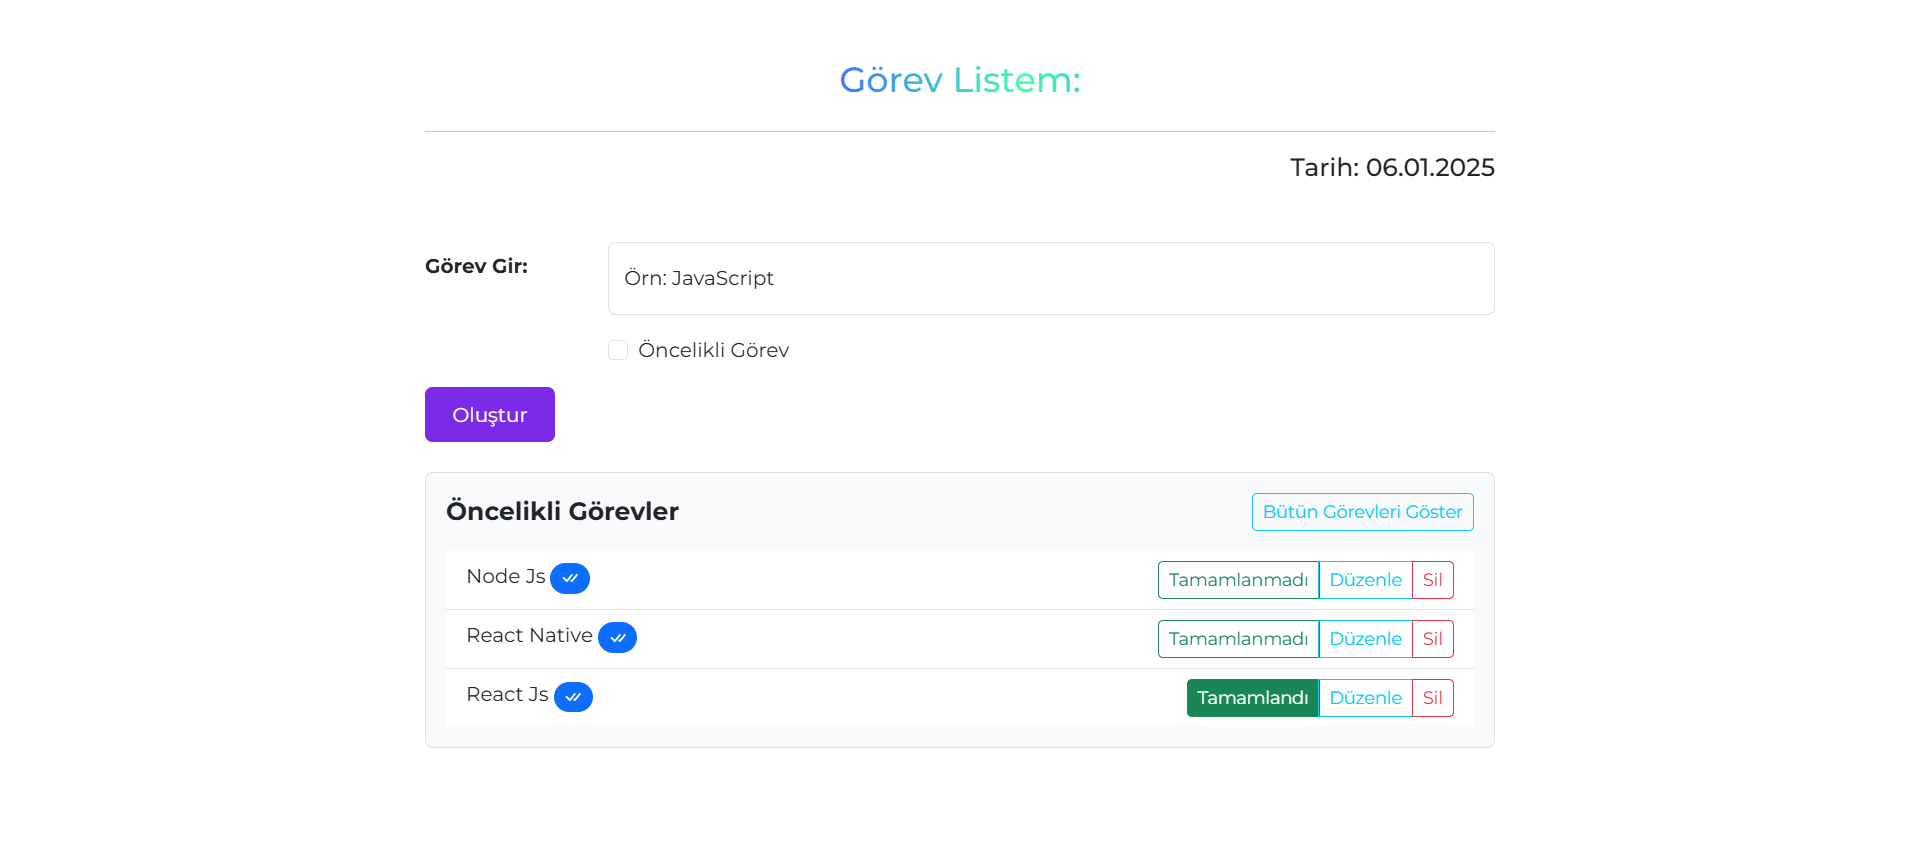 Görev Listem:
Tarih: 06.01.2025
Görev Gir:
Örn: JavaScript
Öncelikli Görev
Oluştur
Öncelikli Görevler
Bütün Görevleri Göster
Node Js
Tamamlanmadı Düzenle Sil
React Native
Tamamlanmadı Düzenle Sil
React Js
Tamamlandı Düzenle Sil